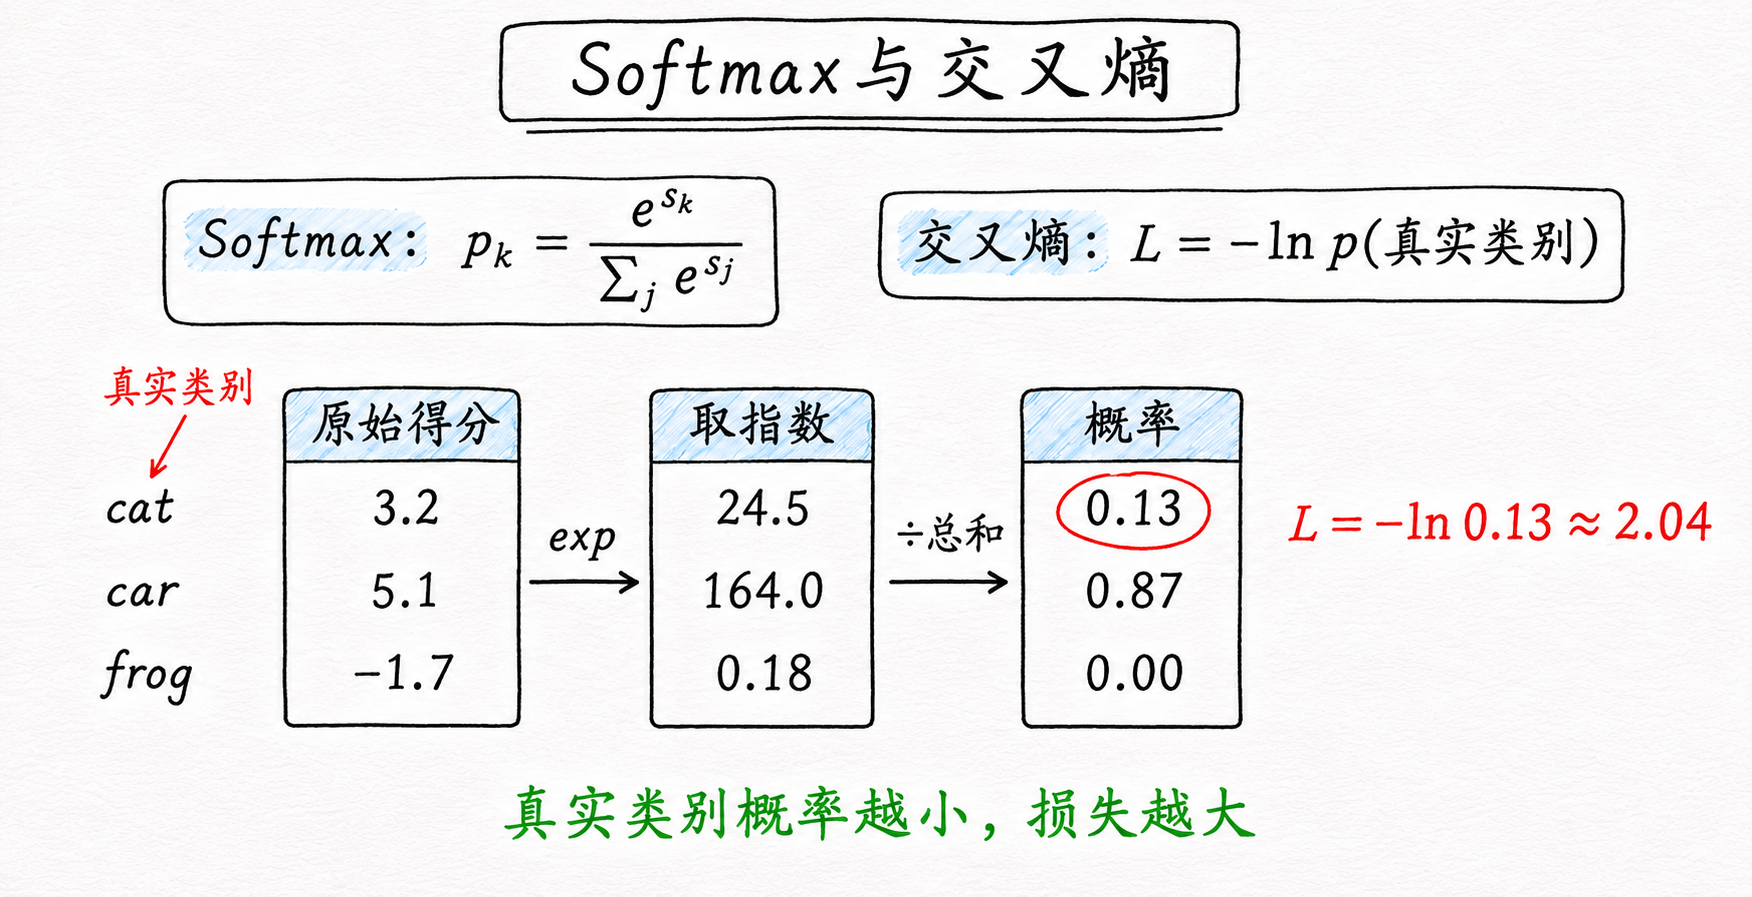 Softmax与交叉熵
Softmax: p_k = e^{s_k} / ∑_j e^{s_j}
交叉熵: L = −ln p(真实类别)
真实类别
原始得分 取指数 概率
cat 3.2 24.5 0.13 L = −ln 0.13 ≈ 2.04
exp ÷总和
car 5.1 164.0 0.87
frog −1.7 0.18 0.00
真实类别概率越小，损失越大